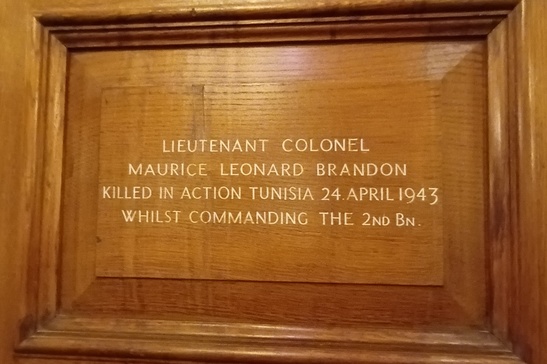 LIEUTENANT COLONEL
MAURICE LEONARD BRANDON
KILLED IN ACTION TUNISIA 24.APRIL 1943
WHILST COMMANDING THE 2ND BN.